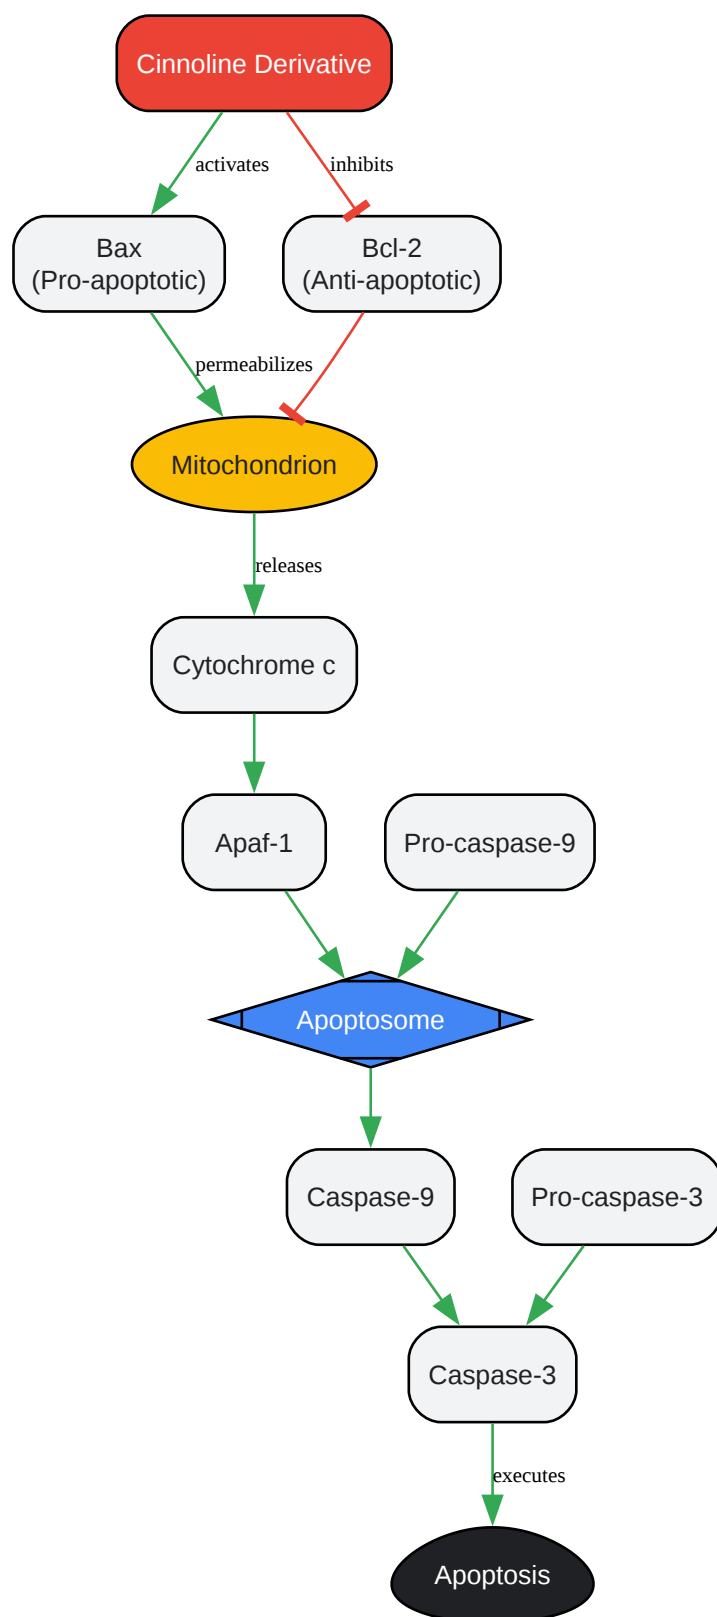 Cinnoline Derivative
activates
inhibits
Bax
(Pro-apoptotic)
Bcl-2
(Anti-apoptotic)
permeabilizes
Mitochondrion
releases
Cytochrome c
Apaf-1
Pro-caspase-9
Apoptosome
Caspase-9
Pro-caspase-3
Caspase-3
executes
Apoptosis